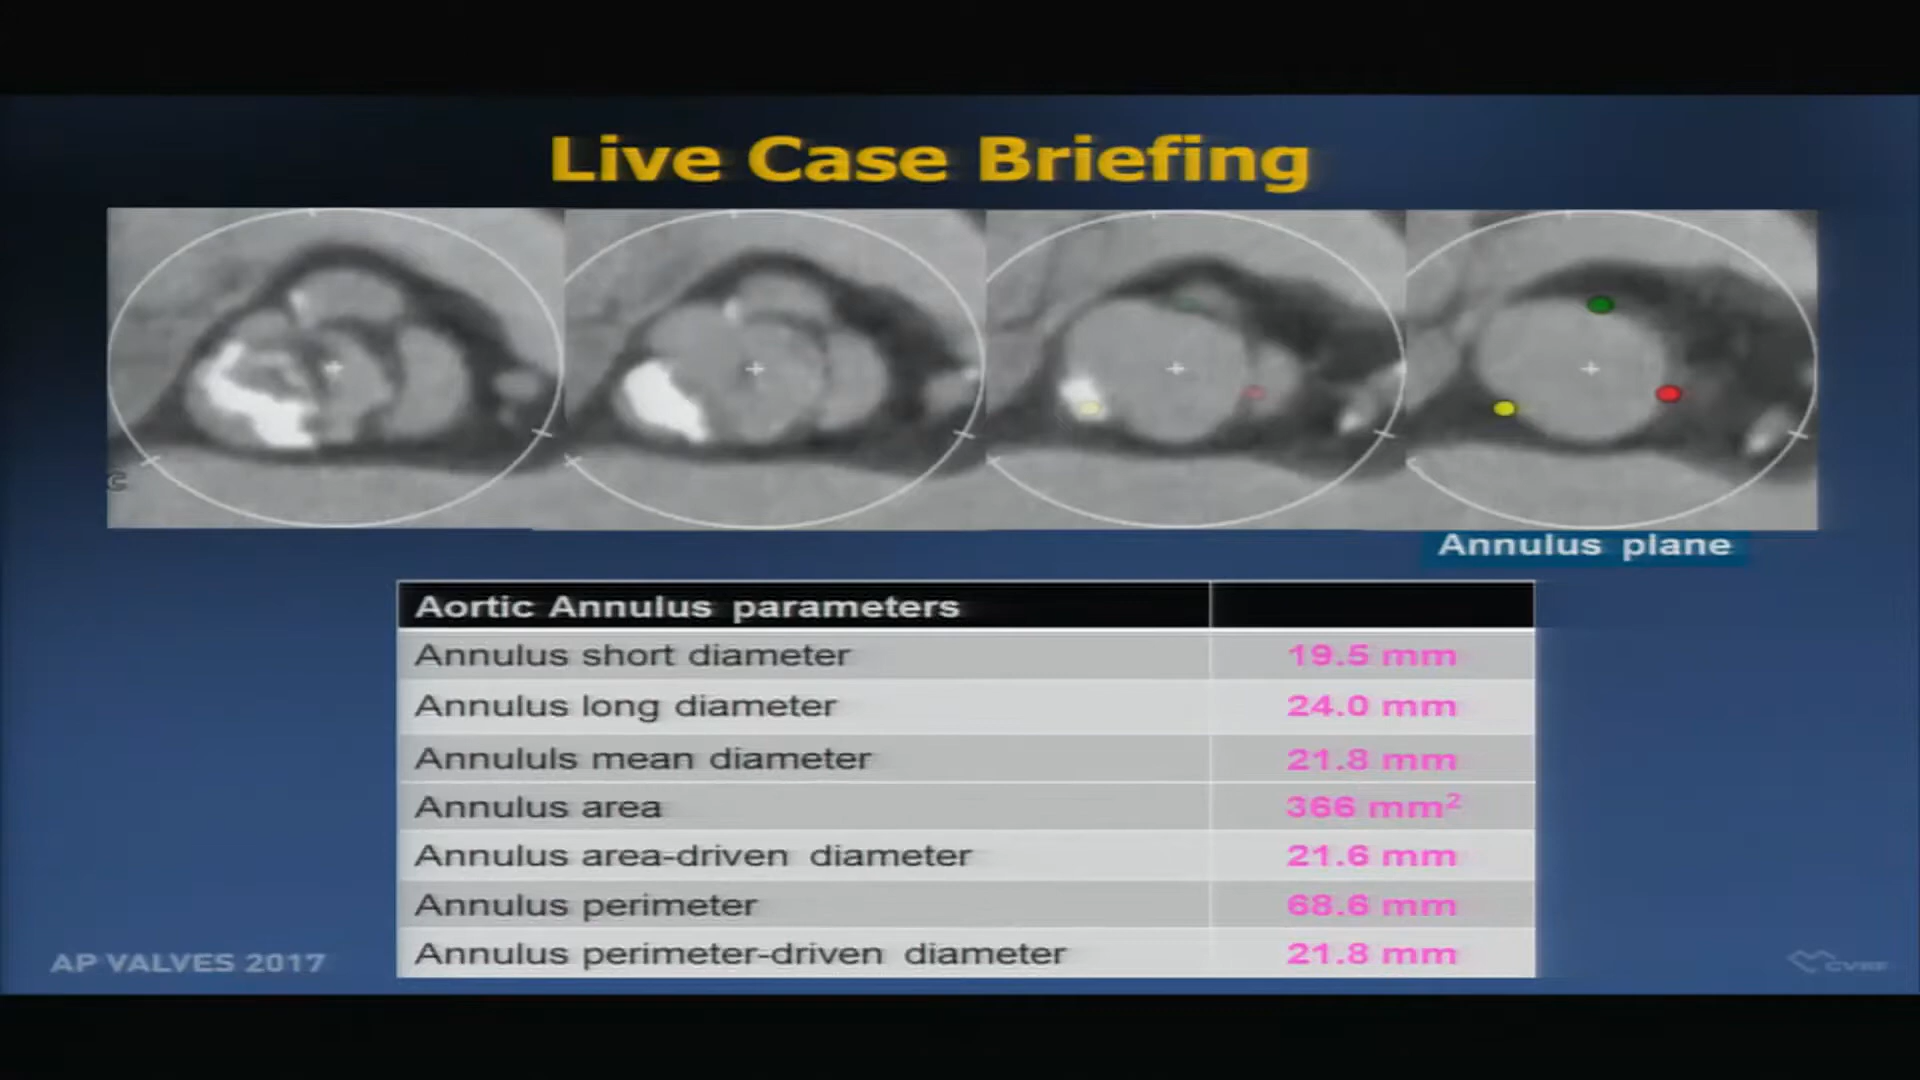 Live Case Briefing
C
Annulus plane
Aortic Annulus parameters
Annulus short diameter 19.5 mm
Annulus long diameter 24.0 mm
Annululs mean diameter 21.8 mm
Annulus area 366 mm²
Annulus area-driven diameter 21.6 mm
Annulus perimeter 68.6 mm
Annulus perimeter-driven diameter 21.8 mm
AP VALVES 2017
CVRF